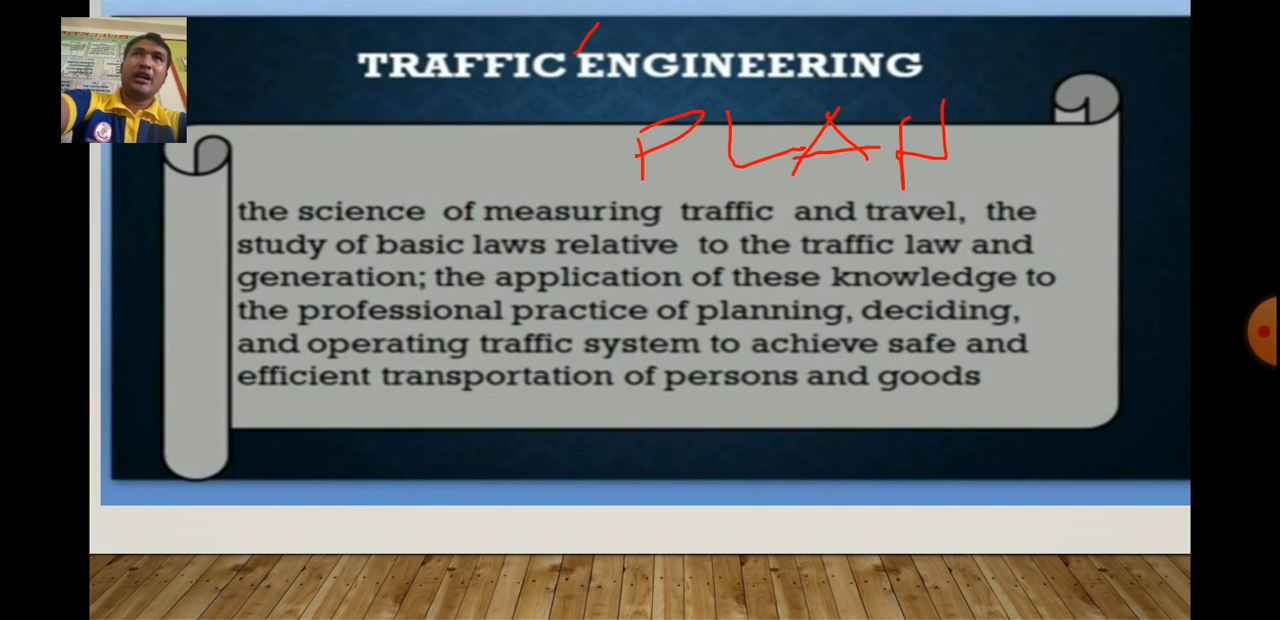 TRAFFIC ENGINEERING
PLAN
the science of measuring traffic and travel, the
study of basic laws relative to the traffic law and
generation; the application of these knowledge to
the professional practice of planning, deciding,
and operating traffic system to achieve safe and
efficient transportation of persons and goods